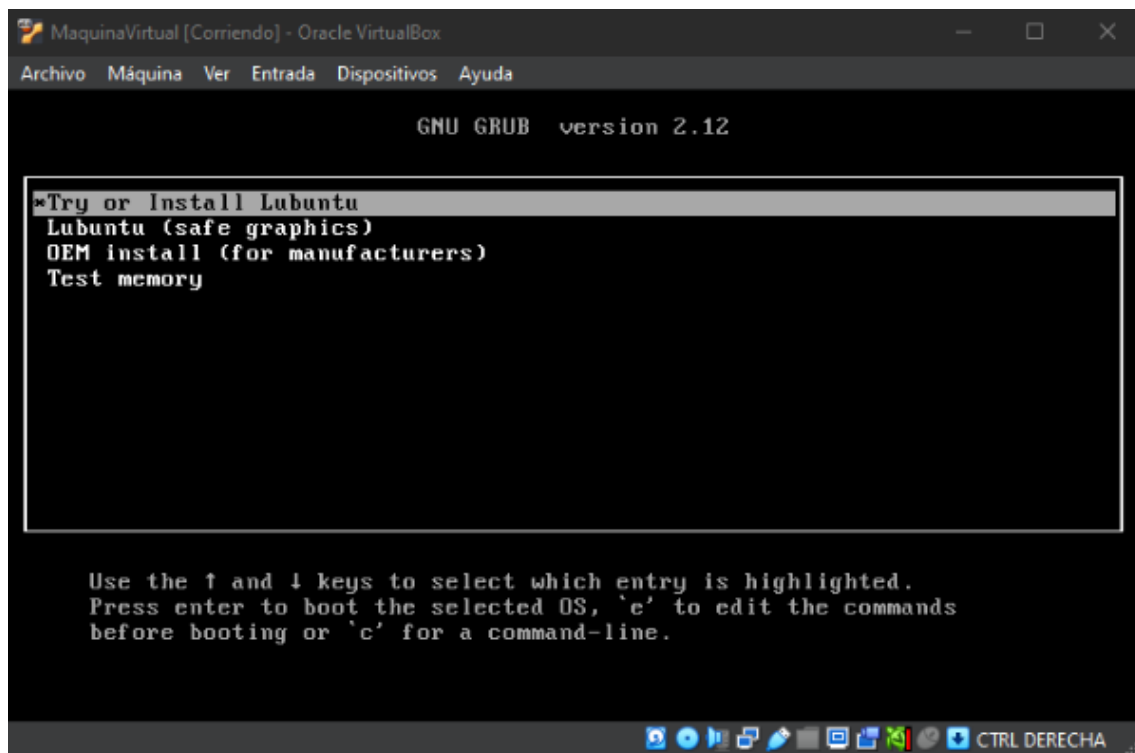 MaquinaVirtual [Corriendo] - Oracle VirtualBox
Archivo Máquina Ver Entrada Dispositivos Ayuda
GNU GRUB version 2.12
*Try or Install Lubuntu
Lubuntu (safe graphics)
OEM install (for manufacturers)
Test memory
Use the ↑ and ↓ keys to select which entry is highlighted.
Press enter to boot the selected OS, `e' to edit the commands
before booting or `c' for a command-line.
CTRL DERECHA